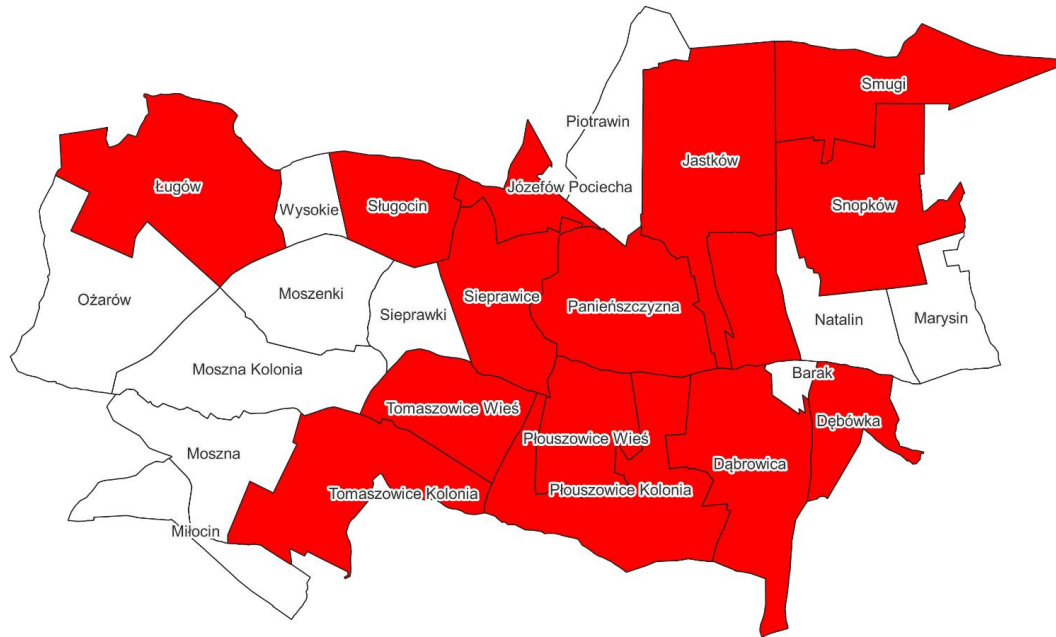 Smugi
Piotrawin
Jastków
Ługów
Józefów Pociecha
Wysokie
Sługocin
Snopków
Ożarów
Moszenki
Sieprawice
Panieńszczyzna
Sieprawki
Natalin
Marysin
Moszna Kolonia
Barak
Tomaszowice Wieś
Dębówka
Płouszowice Wieś
Moszna
Dąbrowica
Tomaszowice Kolonia
Płouszowice Kolonia
Miłocin